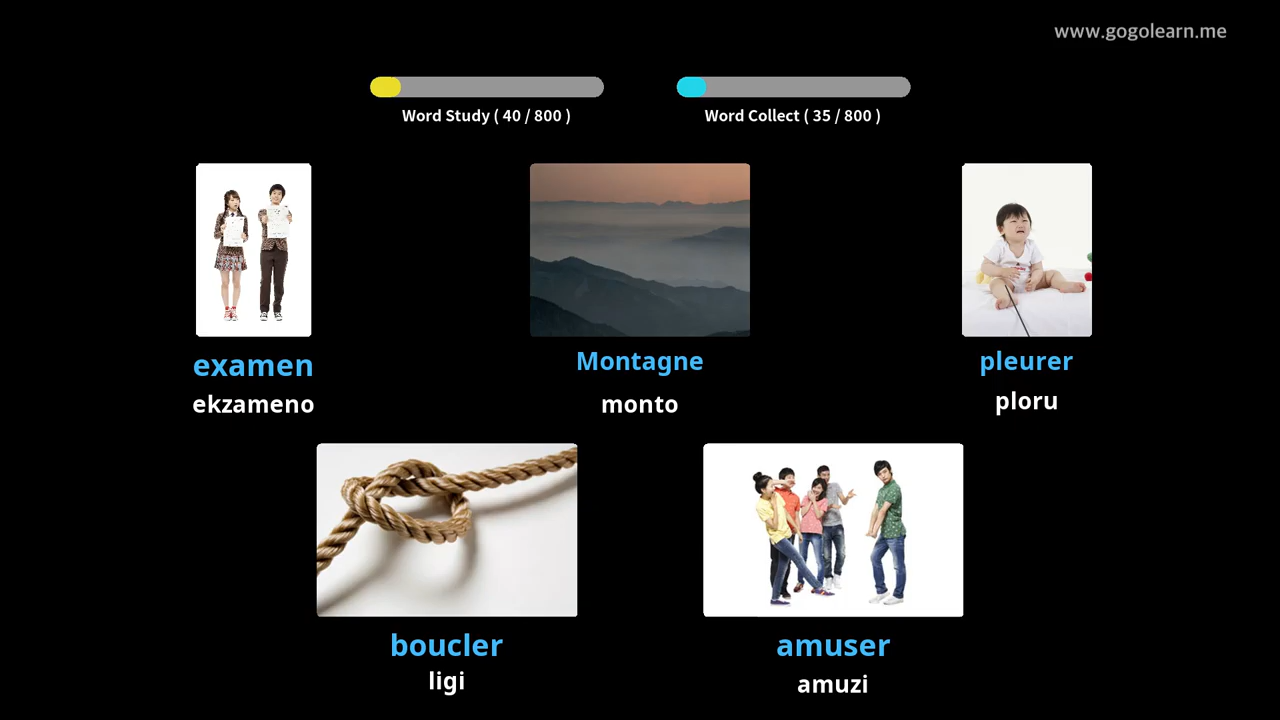 www.gogolearn.me
Word Study ( 40 / 800 )
Word Collect ( 35 / 800 )
examen
ekzameno
Montagne
monto
pleurer
ploru
boucler
ligi
amuser
amuzi